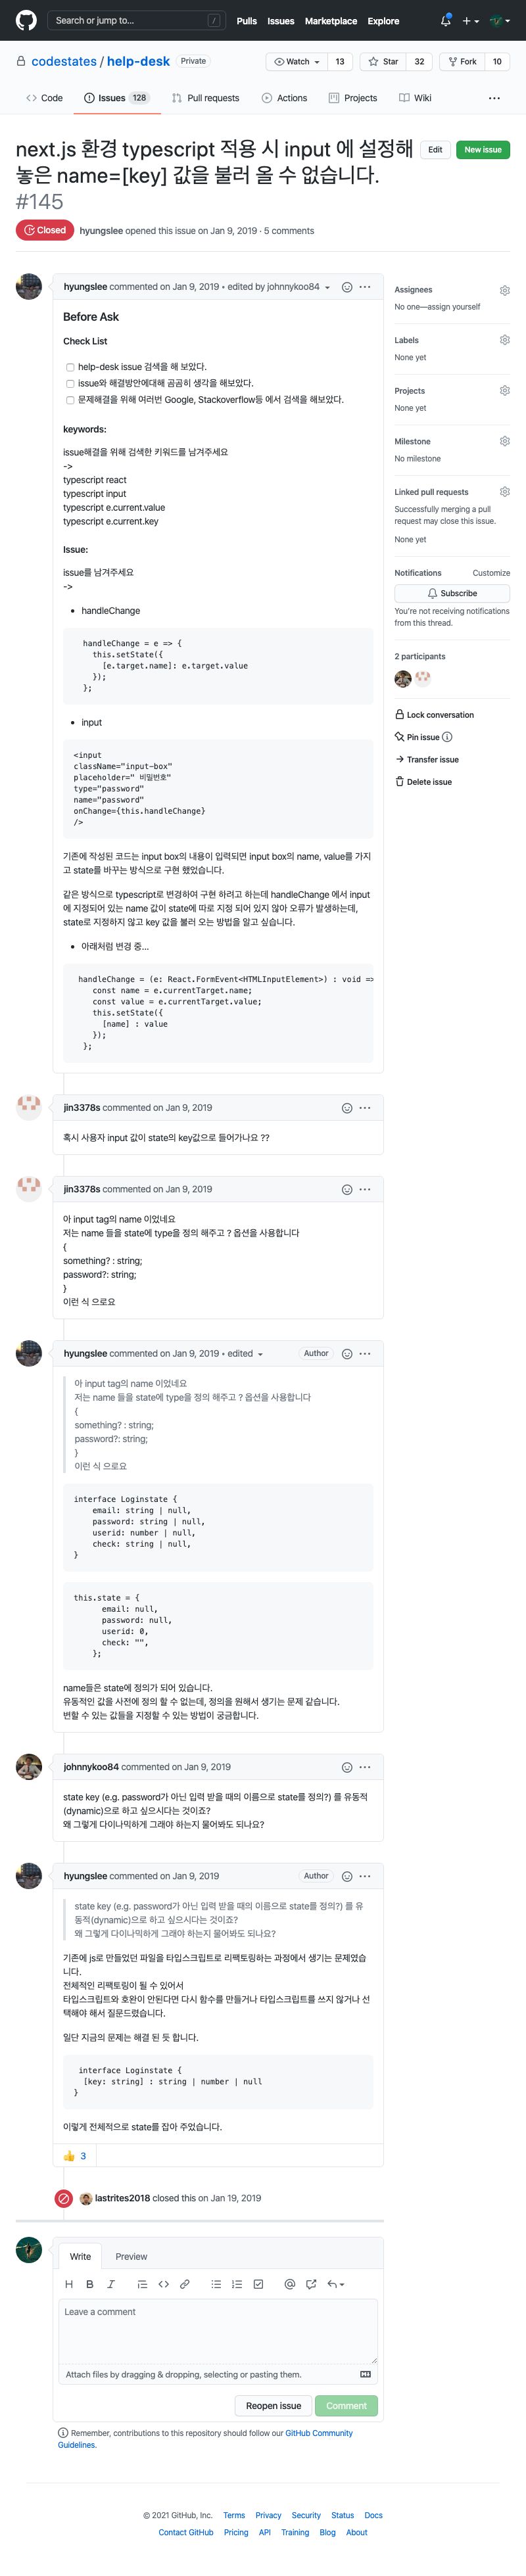 Search or jump to...
/
Pulls Issues Marketplace Explore
codestates / help-desk Private
Watch 13 Star 32 Fork 10
Code Issues 128 Pull requests Actions Projects Wiki ...
next.js 환경 typescript 적용 시 input 에 설정해
놓은 name=[key] 값을 불러 올 수 없습니다.
#145
Edit New issue
Closed hyungslee opened this issue on Jan 9, 2019 · 5 comments
hyungslee commented on Jan 9, 2019 • edited by johnnykoo84
Before Ask
Check List
help-desk issue 검색을 해 보았다.
issue와 해결방안에대해 곰곰히 생각을 해보았다.
문제해결을 위해 여러번 Google, Stackoverflow등 에서 검색을 해보았다.
keywords:
issue해결을 위해 검색한 키워드를 남겨주세요
->
typescript react
typescript input
typescript e.current.value
typescript e.current.key
Issue:
issue를 남겨주세요
->
• handleChange
handleChange = e => {
this.setState({
[e.target.name]: e.target.value
});
};
• input
<input
className="input-box"
placeholder=" 비밀번호"
type="password"
name="password"
onChange={this.handleChange}
/>
기존에 작성된 코드는 input box의 내용이 입력되면 input box의 name, value를 가지
고 state를 바꾸는 방식으로 구현 했었습니다.
같은 방식으로 typescript로 변경하여 구현 하려고 하는데 handleChange 에서 input
에 지정되어 있는 name 값이 state에 따로 지정 되어 있지 않아 오류가 발생하는데,
state로 지정하지 않고 key 값을 불러 오는 방법을 알고 싶습니다.
• 아래처럼 변경 중...
handleChange = (e: React.FormEvent<HTMLInputElement>) : void =>
const name = e.currentTarget.name;
const value = e.currentTarget.value;
this.setState({
[name] : value
});
};
Assignees
No one—assign yourself
Labels
None yet
Projects
None yet
Milestone
No milestone
Linked pull requests
Successfully merging a pull
request may close this issue.
None yet
Notifications Customize
Subscribe
You're not receiving notifications
from this thread.
2 participants
Lock conversation
Pin issue
Transfer issue
Delete issue
jin3378s commented on Jan 9, 2019
혹시 사용자 input 값이 state의 key값으로 들어가나요 ??
jin3378s commented on Jan 9, 2019
아 input tag의 name 이었네요
저는 name 들을 state에 type을 정의 해주고 ? 옵션을 사용합니다
{
something? : string;
password?: string;
}
이런 식 으로요
hyungslee commented on Jan 9, 2019 • edited Author
아 input tag의 name 이었네요
저는 name 들을 state에 type을 정의 해주고 ? 옵션을 사용합니다
{
something? : string;
password?: string;
}
이런 식 으로요
interface Loginstate {
email: string | null,
password: string | null,
userid: number | null,
check: string | null,
}
this.state = {
email: null,
password: null,
userid: 0,
check: "",
};
name들은 state에 정의가 되어 있습니다.
유동적인 값을 사전에 정의 할 수 없는데, 정의을 원해서 생기는 문제 같습니다.
변할 수 있는 값들을 지정할 수 있는 방법이 궁금합니다.
johnnykoo84 commented on Jan 9, 2019
state key (e.g. password가 아닌 입력 받을 때의 이름으로 state를 정의?) 를 유동적
(dynamic)으로 하고 싶으시다는 것이죠?
왜 그렇게 다이나믹하게 그래야 하는지 물어봐도 되나요?
hyungslee commented on Jan 9, 2019 Author
state key (e.g. password가 아닌 입력 받을 때의 이름으로 state를 정의?) 를 유
동적(dynamic)으로 하고 싶으시다는 것이죠?
왜 그렇게 다이나믹하게 그래야 하는지 물어봐도 되나요?
기존에 js로 만들었던 파일을 타입스크립트로 리팩토링하는 과정에서 생기는 문제였습
니다.
전체적인 리팩토링이 될 수 있어서
타입스크립트와 호완이 안된다면 다시 함수를 만들거나 타입스크립트를 쓰지 않거나 선
택해야 해서 질문드렸습니다.
일단 지금의 문제는 해결 된 듯 합니다.
interface Loginstate {
[key: string] : string | number | null
}
이렇게 전체적으로 state를 잡아 주었습니다.
👍 3
lastrites2018 closed this on Jan 19, 2019
Write Preview
Leave a comment
Attach files by dragging & dropping, selecting or pasting them.
Reopen issue Comment
Remember, contributions to this repository should follow our GitHub Community
Guidelines.
© 2021 GitHub, Inc. Terms Privacy Security Status Docs
Contact GitHub Pricing API Training Blog About